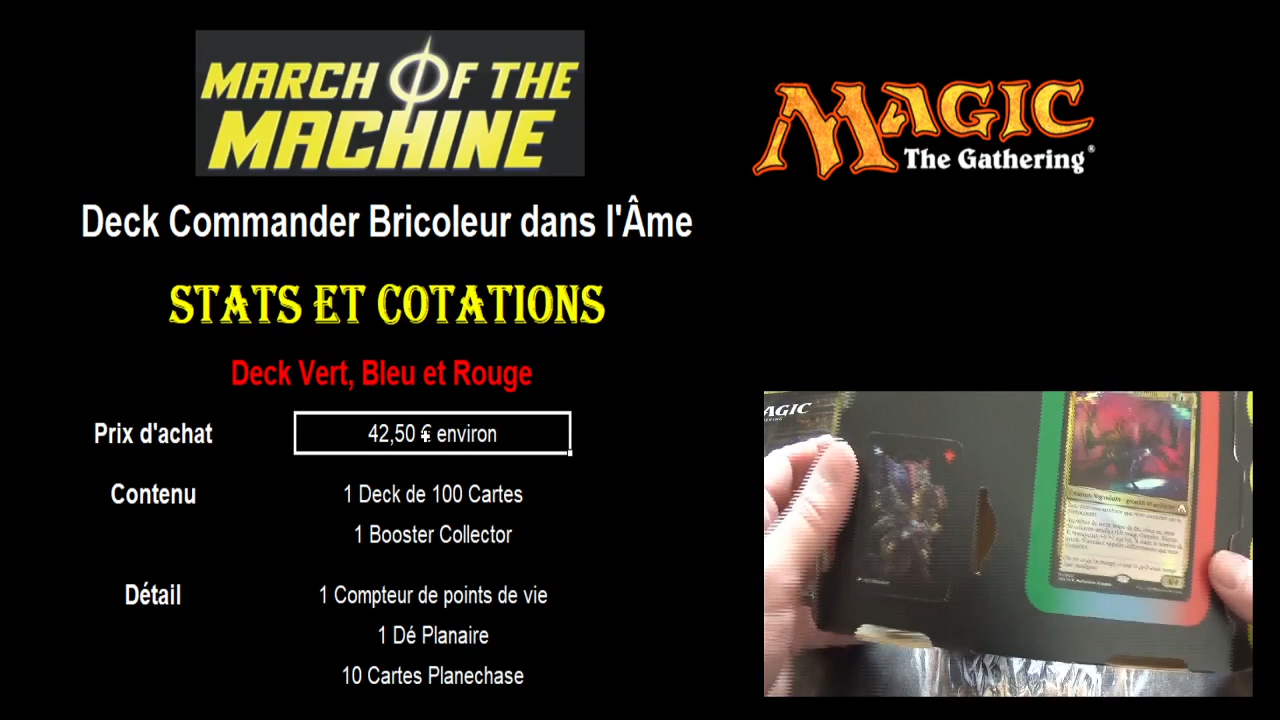 MARCH OF THE
MACHINE
MAGIC
The Gathering®
Deck Commander Bricoleur dans l'Âme
STATS ET COTATIONS
Deck Vert, Bleu et Rouge
Prix d'achat
42,50 € environ
Contenu
1 Deck de 100 Cartes
1 Booster Collector
Détail
1 Compteur de points de vie
1 Dé Planaire
10 Cartes Planechase
AGIC